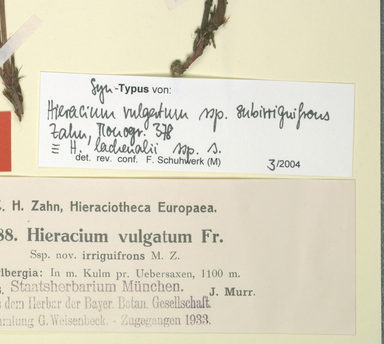 Syn-Typus von:
Hieracium vulgatum ssp. subirriguifrons
Zahn, Monogr. 378
≡ H. lachenalii ssp. s.
det. rev. conf. F. Schuhwerk (M) 3/2004
. H. Zahn, Hieraciotheca Europaea.
88. Hieracium vulgatum Fr.
Ssp. nov. irriguifrons M. Z.
lbergia: In m. Kulm pr. Uebersaxen, 1100 m.
Staatsherbarium München. J. Murr.
s dem Herbar der Bayer. Botan. Gesellschaft.
mmlung G. Weisenbeck. - Zugegangen 1933.